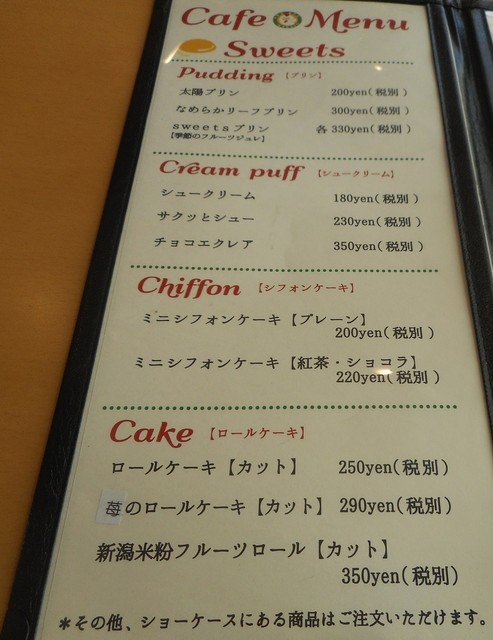 Cafe Menu
Sweets
Pudding 【プリン】
太陽プリン 200yen(税別)
なめらかリーフプリン 300yen(税別)
sweetsプリン 各 330yen(税別)
【季節のフルーツジュレ】
Cream puff 【シュークリーム】
シュークリーム 180yen(税別)
サクッとシュー 230yen(税別)
チョコエクレア 350yen(税別)
Chiffon 【シフォンケーキ】
ミニシフォンケーキ【プレーン】
200yen(税別)
ミニシフォンケーキ【紅茶・ショコラ】
220yen(税別)
Cake 【ロールケーキ】
ロールケーキ【カット】 250yen(税別)
苺のロールケーキ【カット】 290yen(税別)
新潟米粉フルーツロール【カット】
350yen(税別)
＊その他、ショーケースにある商品はご注文いただけます。